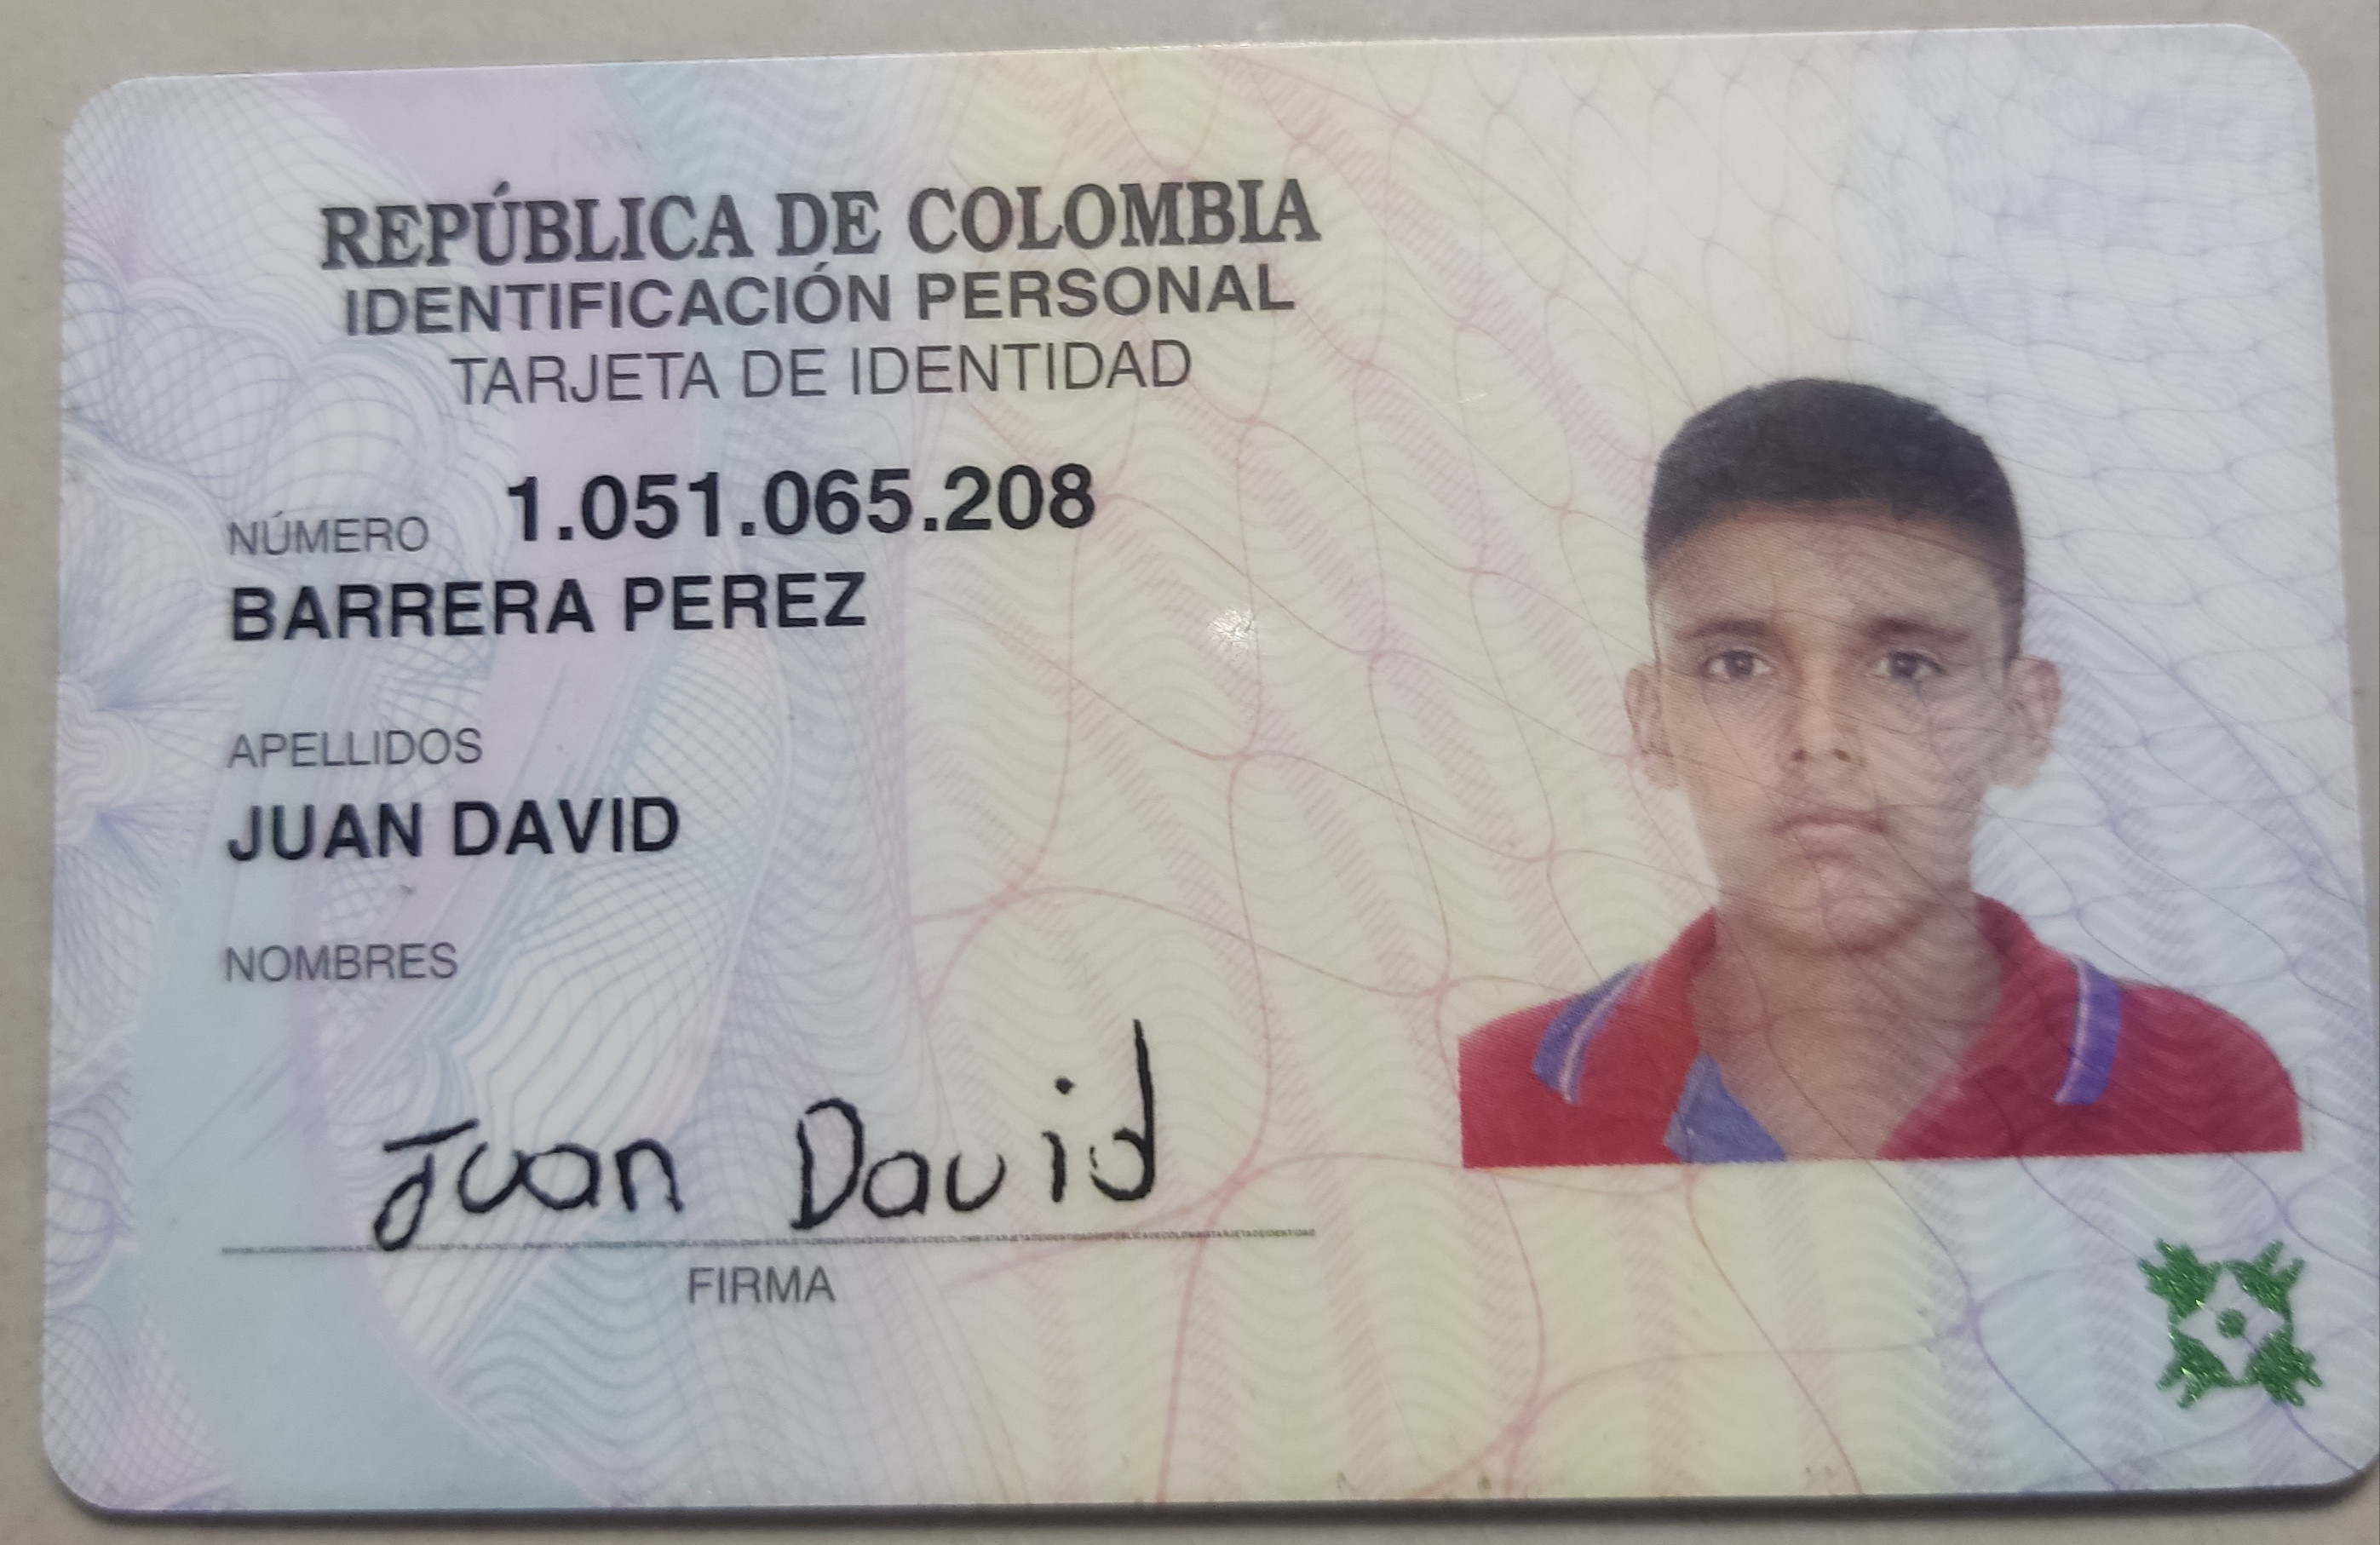 REPÚBLICA DE COLOMBIA
IDENTIFICACIÓN PERSONAL
TARJETA DE IDENTIDAD
NÚMERO 1.051.065.208
BARRERA PEREZ
APELLIDOS
JUAN DAVID
NOMBRES
Juan David
FIRMA